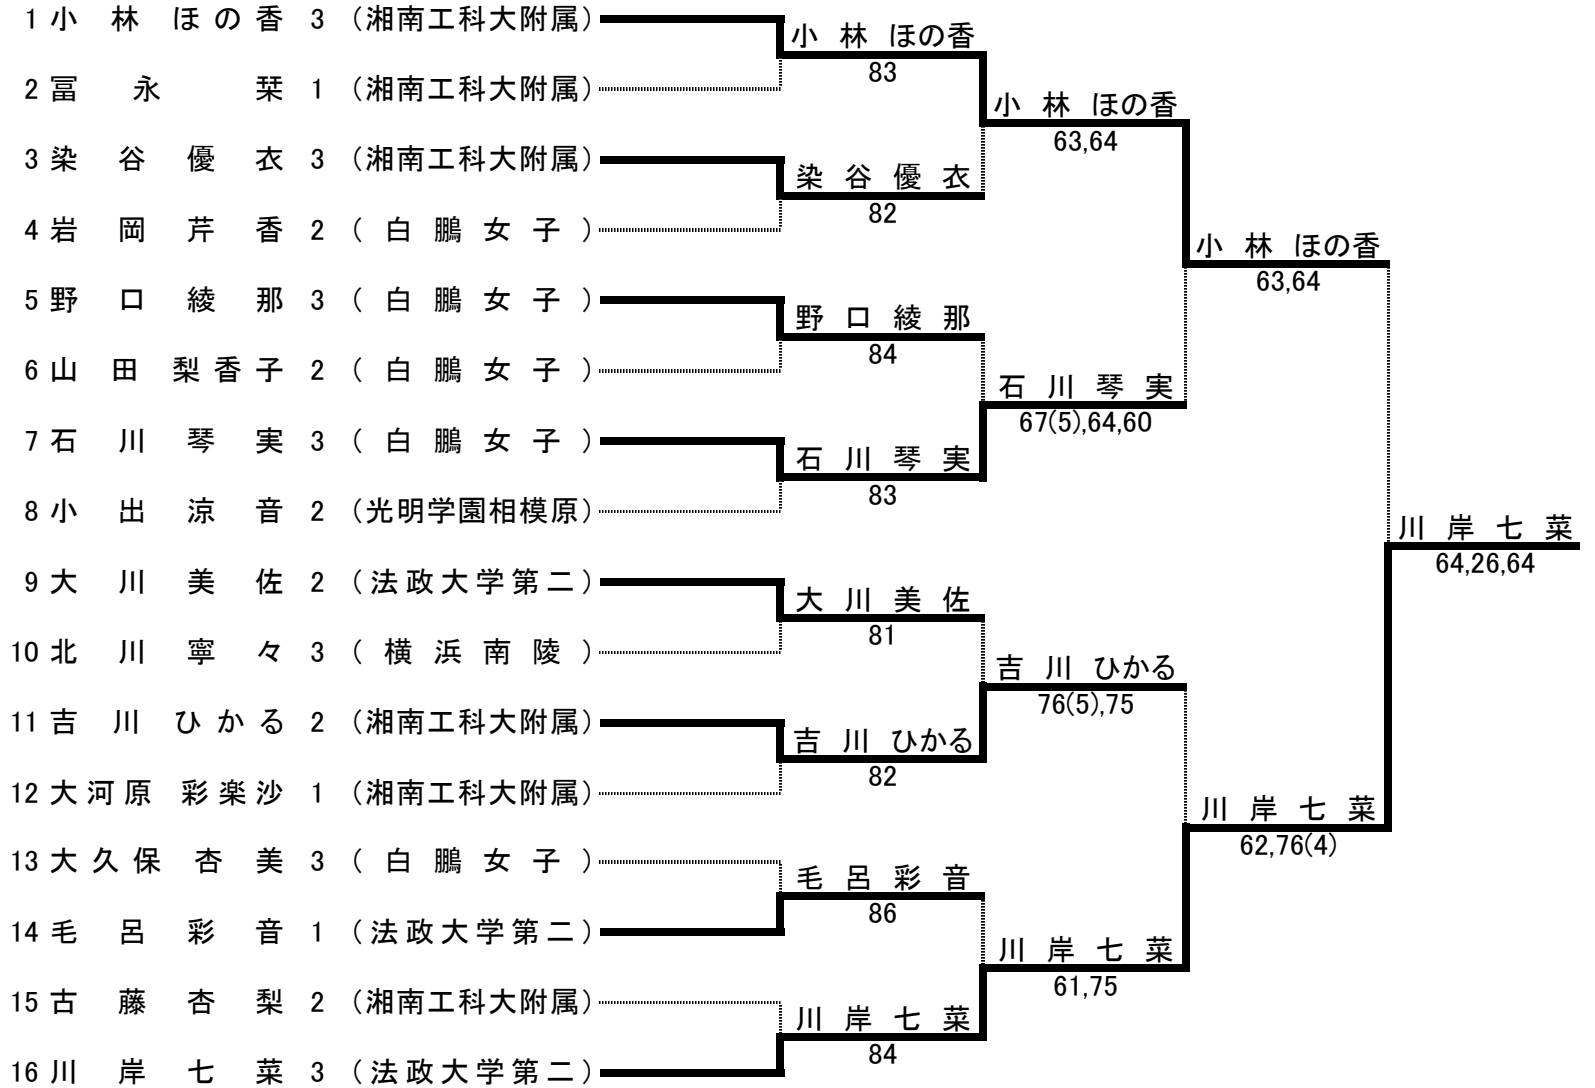 1 小林 ほの香 3 (湘南工科大附属)
小林 ほの香
83
2 冨永 栞 1 (湘南工科大附属)
小林 ほの香
63,64
3 染谷 優衣 3 (湘南工科大附属)
染谷 優衣
82
4 岩岡 芹香 2 (白鵬女子)
小林 ほの香
63,64
5 野口 綾那 3 (白鵬女子)
野口 綾那
84
6 山田 梨香子 2 (白鵬女子)
石川 琴実
67(5),64,60
7 石川 琴実 3 (白鵬女子)
石川 琴実
83
8 小出 涼音 2 (光明学園相模原)
川岸 七菜
64,26,64
9 大川 美佐 2 (法政大学第二)
大川 美佐
81
10 北川 寧々 3 (横浜南陵)
吉川 ひかる
76(5),75
11 吉川 ひかる 2 (湘南工科大附属)
吉川 ひかる
82
12 大河原 彩楽沙 1 (湘南工科大附属)
川岸 七菜
62,76(4)
13 大久保 杏美 3 (白鵬女子)
毛呂 彩音
86
14 毛呂 彩音 1 (法政大学第二)
川岸 七菜
61,75
15 古藤 杏梨 2 (湘南工科大附属)
川岸 七菜
84
16 川岸 七菜 3 (法政大学第二)